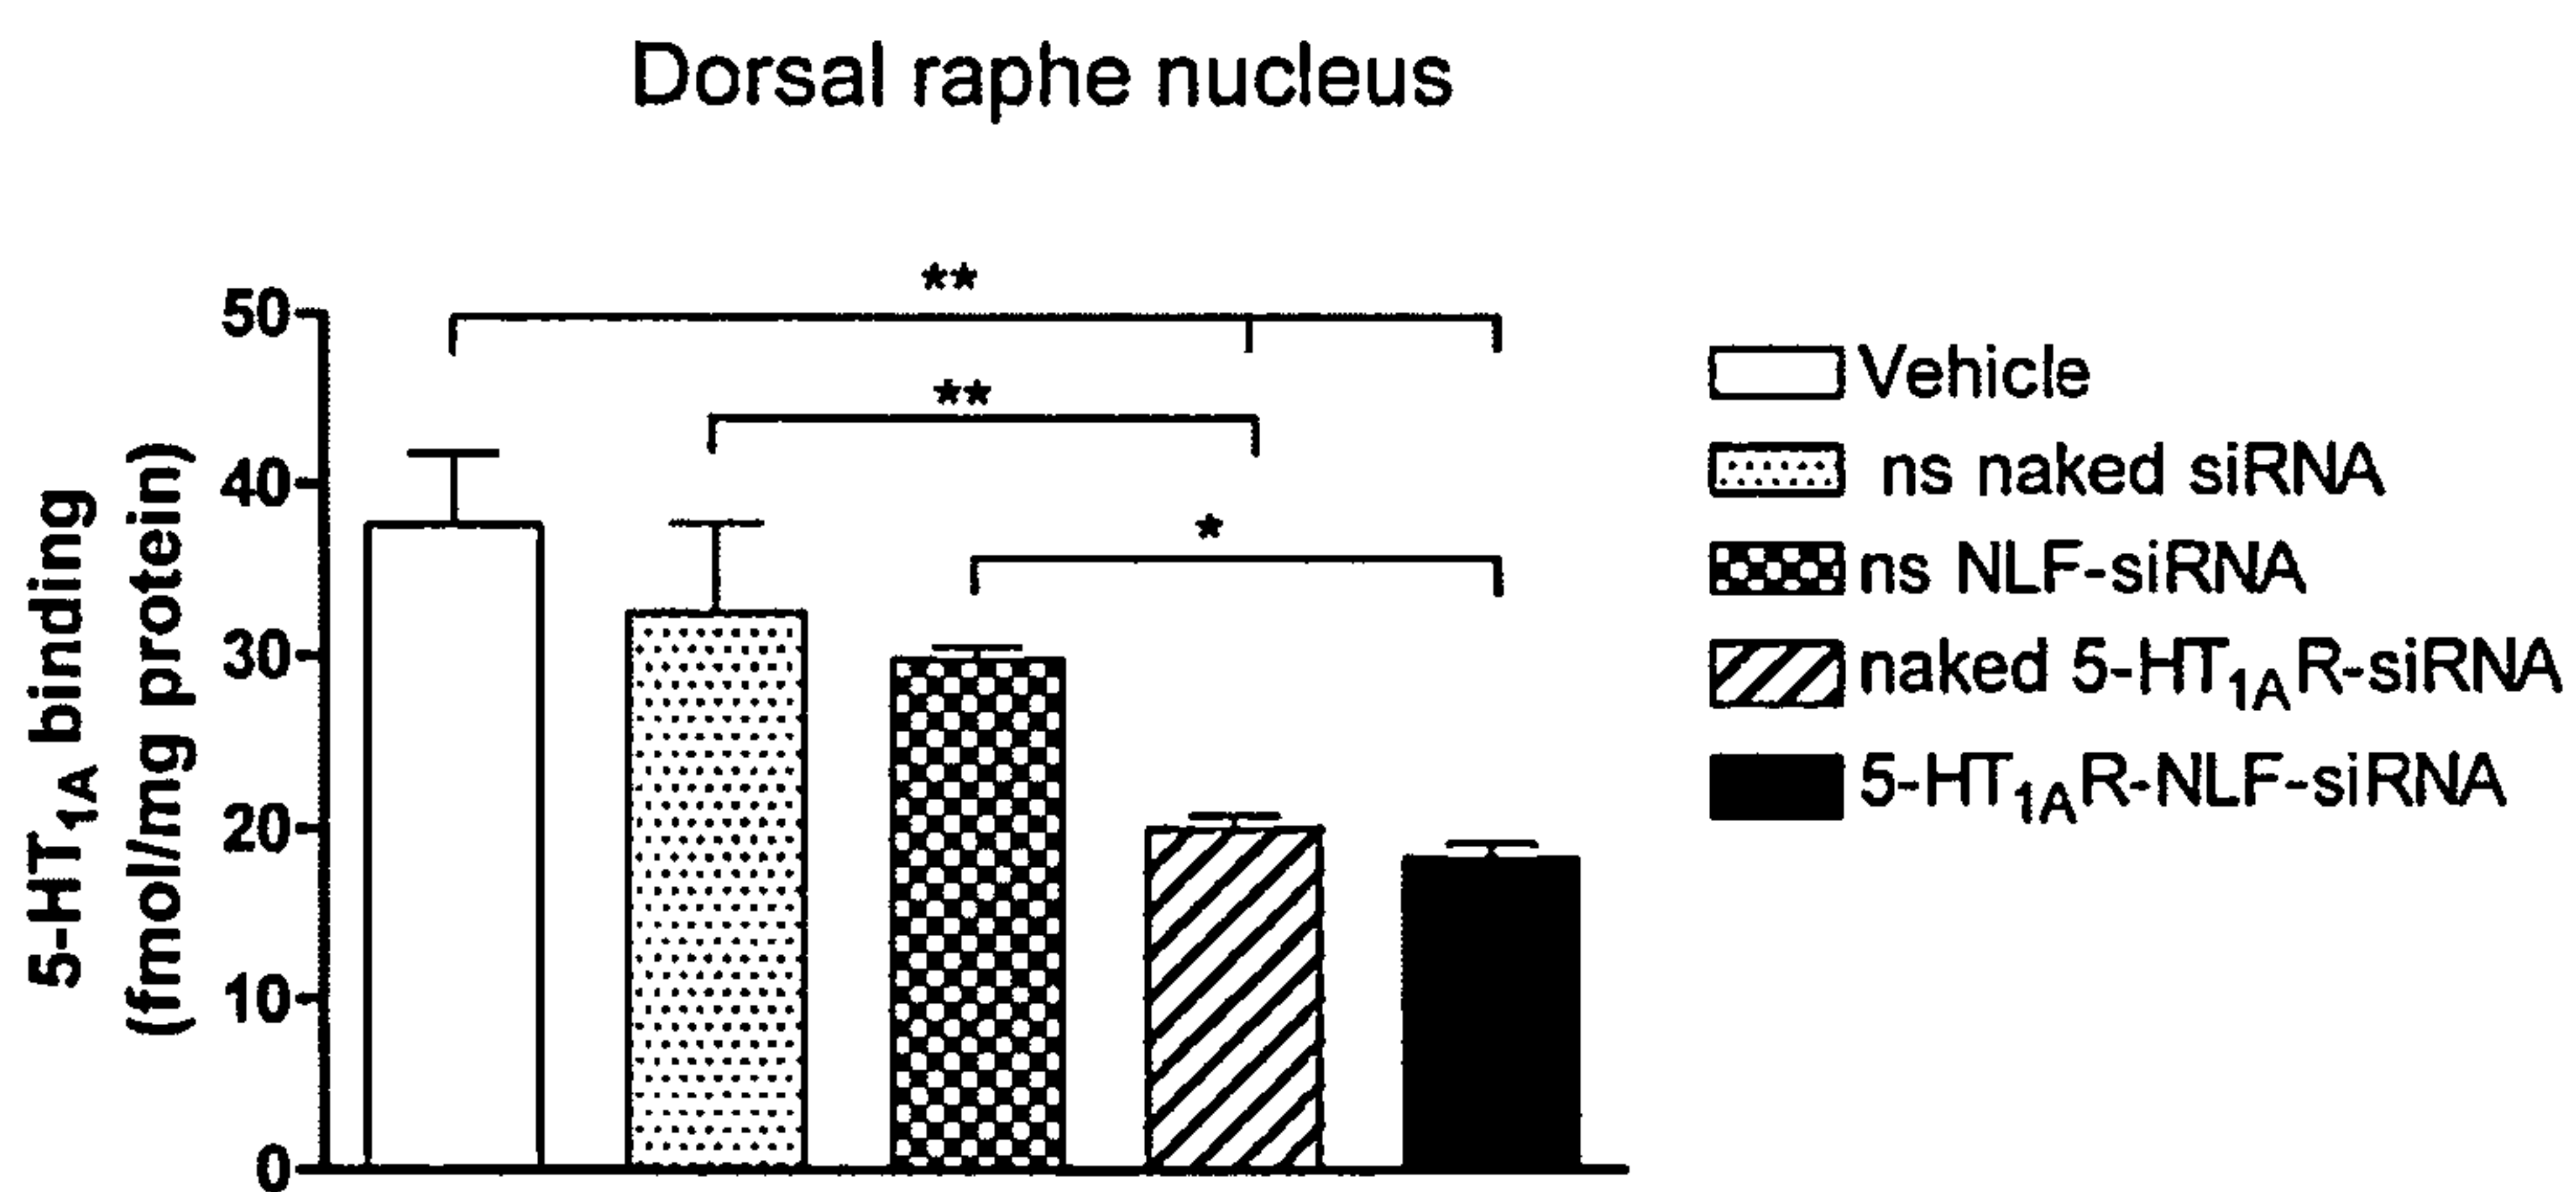 Dorsal raphe nucleus
5-HT1A binding
(fmol/mg protein)
50
40
30
20
10
0
**
**
*
Vehicle
ns naked siRNA
ns NLF-siRNA
naked 5-HT1AR-siRNA
5-HT1AR-NLF-siRNA